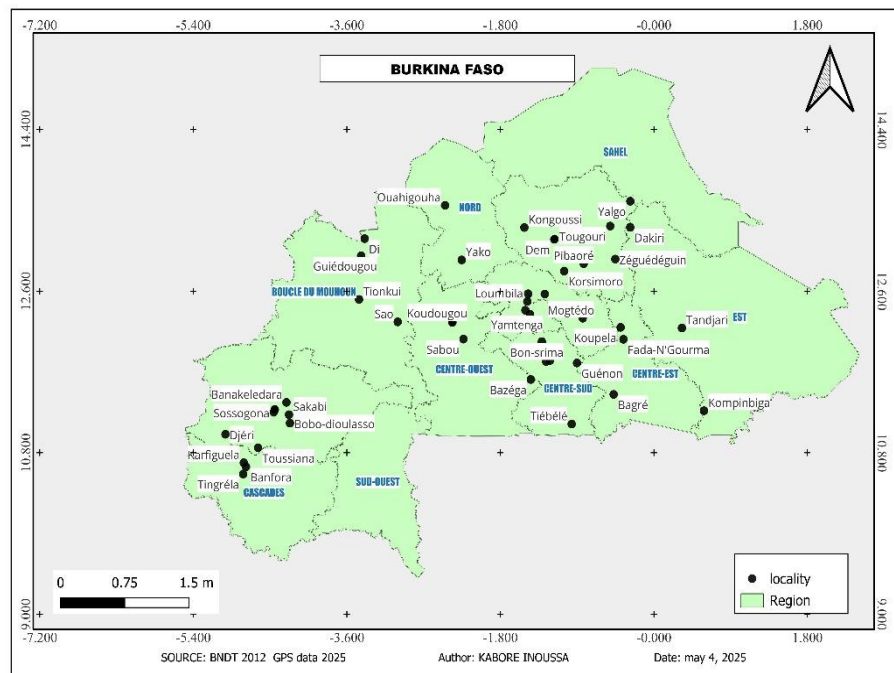 -7.200 -5.400 -3.600 -1.800 -0.000 1.800
BURKINA FASO
14.400 14.400
SAHEL
Ouahigouha
NORD
Yalgo
Kongoussi
Di
Dem
Tougouri
Dakiri
Guiédougou
Yako
Pibaoré
Zéguédéguin
Korsimoro
12.600 12.600
BOUCLE DU MOUHOUN
Tionkui
Loumbila
Sao
Koudougou
Yamtenga
Mogtédo
Tandjari
EST
Sabou
Koupela
Fada-N'Gourma
Bon-srima
CENTRE-OUEST
Guénon
CENTRE-EST
Bazéga
CENTRE-SUD
Banakeledara
Sakabi
Bagré
Kompinbiga
Sossogona
Bobo-dioulasso
Tiébélé
Djéri
10.800 10.800
Karfiguela
Toussiana
Banfora
Tingréla
CASCADES
SUD-OUEST
0 0.75 1.5 m
locality
Region
9.000 9.000
-7.200 -5.400 -3.600 -1.800 -0.000 1.800
SOURCE: BNDT 2012 GPS data 2025 Author: KABORE INOUSSA Date: may 4, 2025